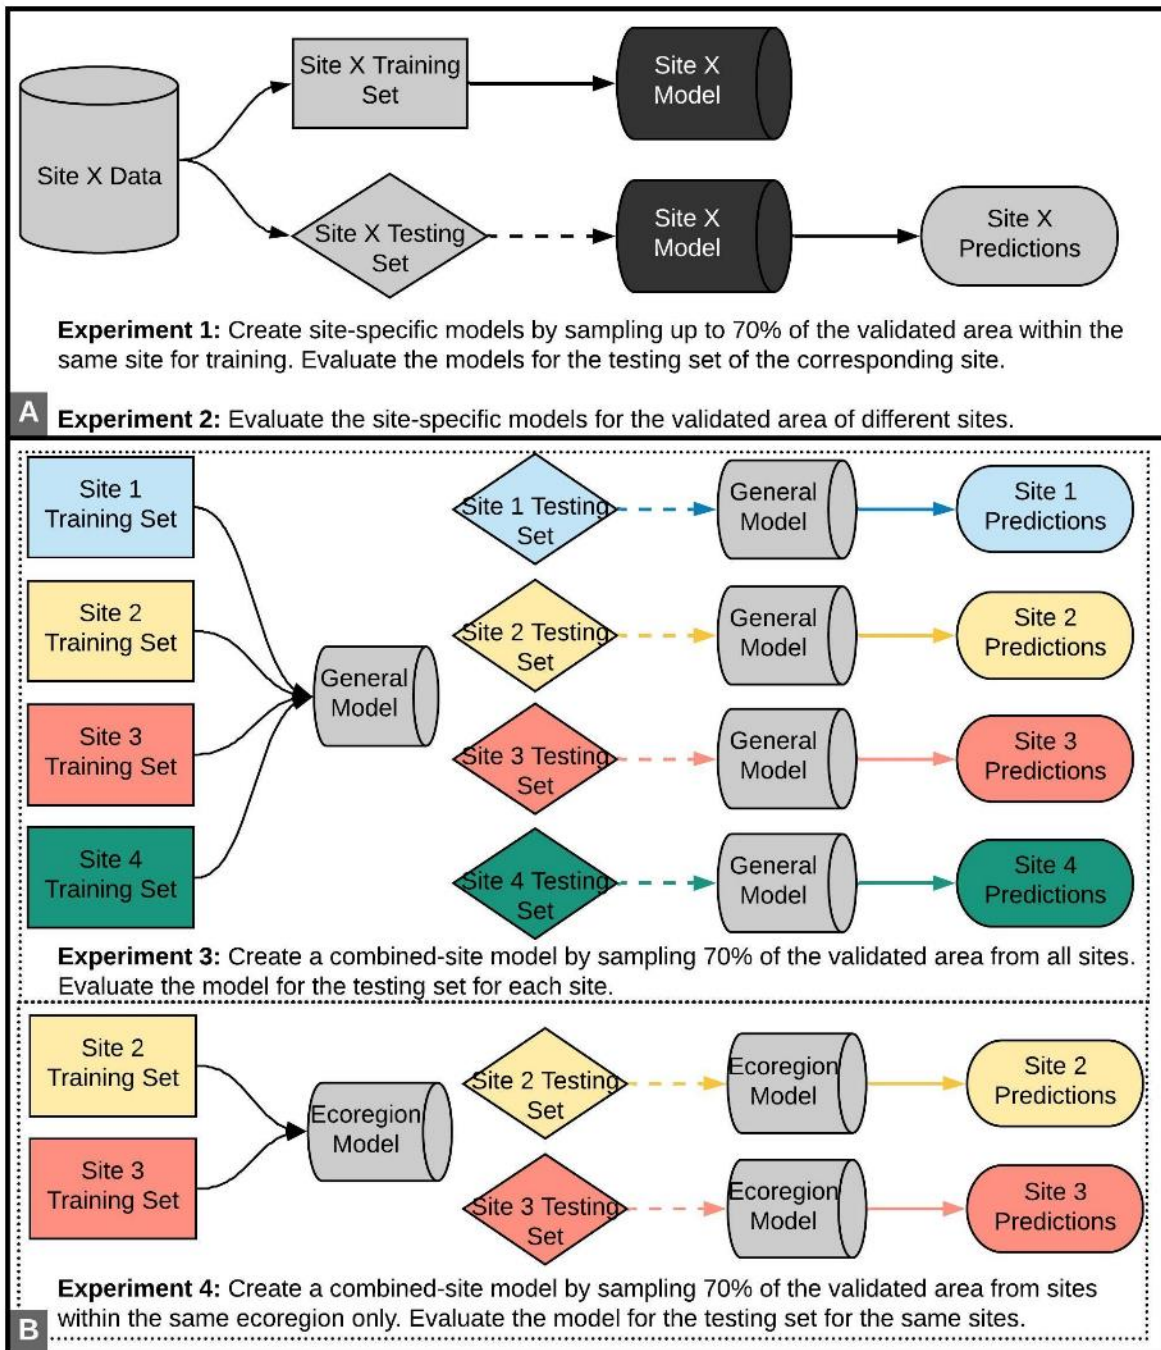 Site X Data
Site X Training
Set
Site X
Model
Site X Testing
Set
Site X
Model
Site X
Predictions
Experiment 1: Create site-specific models by sampling up to 70% of the validated area within the
same site for training. Evaluate the models for the testing set of the corresponding site.
A
Experiment 2: Evaluate the site-specific models for the validated area of different sites.
Site 1
Training Set
Site 2
Training Set
Site 3
Training Set
Site 4
Training Set
General
Model
Site 1 Testing
Set
General
Model
Site 1
Predictions
Site 2 Testing
Set
General
Model
Site 2
Predictions
Site 3 Testing
Set
General
Model
Site 3
Predictions
Site 4 Testing
Set
General
Model
Site 4
Predictions
Experiment 3: Create a combined-site model by sampling 70% of the validated area from all sites.
Evaluate the model for the testing set for each site.
Site 2
Training Set
Site 3
Training Set
Ecoregion
Model
Site 2 Testing
Set
Ecoregion
Model
Site 2
Predictions
Site 3 Testing
Set
Ecoregion
Model
Site 3
Predictions
Experiment 4: Create a combined-site model by sampling 70% of the validated area from sites
within the same ecoregion only. Evaluate the model for the testing set for the same sites.
B